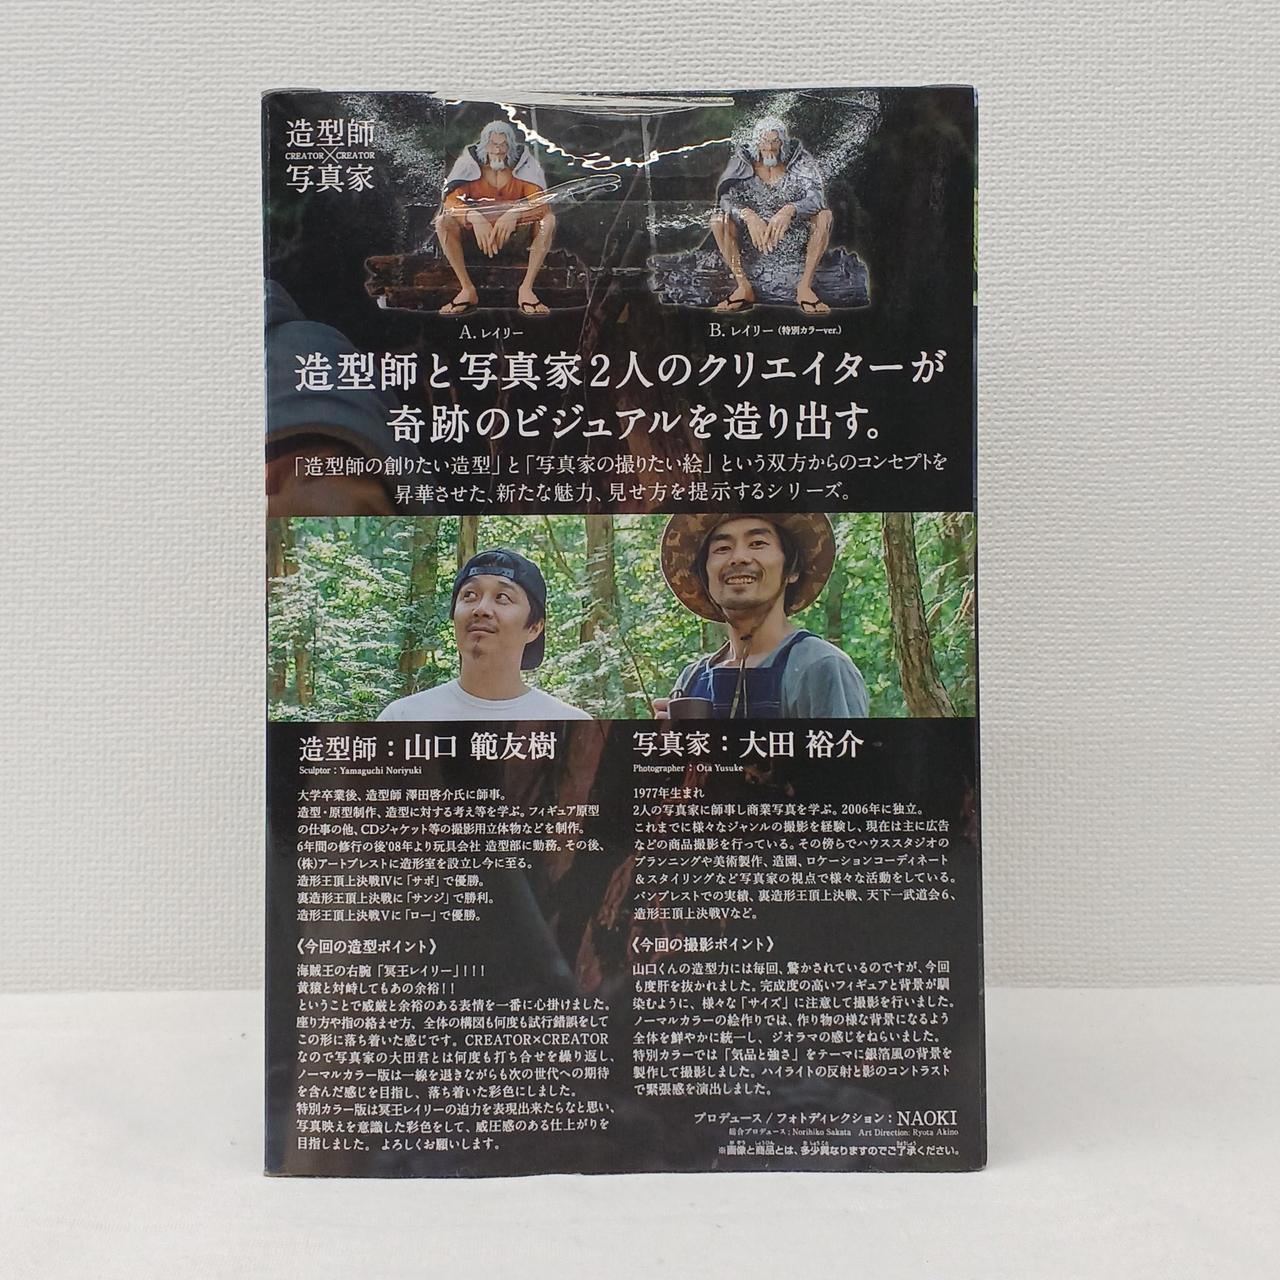 造型師
CREATOR×CREATOR
写真家
A. レイリー
B. レイリー(特別カラーver.)
造型師と写真家2人のクリエイターが
奇跡のビジュアルを造り出す。
「造型師の創りたい造型」と「写真家の撮りたい絵」という双方からのコンセプトを
昇華させた、新たな魅力、見せ方を提示するシリーズ。
造型師：山口 範友樹
Sculptor：Yamaguchi Noriyuki
大学卒業後、造型師 澤田啓介氏に師事。
造型・原型制作、造型に対する考え等を学ぶ。フィギュア原型
の仕事の他、CDジャケット等の撮影用立体物などを制作。
6年間の修行の後'08年より玩具会社 造型部に勤務。その後、
(株)アートプレストに造形室を設立し今に至る。
造形王頂上決戦Ⅳに「サボ」で優勝。
裏造形王頂上決戦に「サンジ」で勝利。
造形王頂上決戦Ⅴに「ロー」で優勝。
《今回の造型ポイント》
海賊王の右腕「冥王レイリー」!!!
黄猿と対峙してもあの余裕!!
ということで威厳と余裕のある表情を一番に心掛けました。
座り方や指の絡ませ方、全体の構図も何度も試行錯誤をして
この形に落ち着いた感じです。CREATOR×CREATOR
なので写真家の大田君とは何度も打ち合せを繰り返し、
ノーマルカラー版は一線を退きながらも次の世代への期待
を含んだ感じを目指し、落ち着いた彩色にしました。
特別カラー版は冥王レイリーの迫力を表現出来たらなと思い、
写真映えを意識した彩色をして、威圧感のある仕上がりを
目指しました。 よろしくお願いします。
写真家：大田 裕介
Photographer：Ota Yusuke
1977年生まれ
2人の写真家に師事し商業写真を学ぶ。2006年に独立。
これまでに様々なジャンルの撮影を経験し、現在は主に広告
などの商品撮影を行っている。その傍らでハウススタジオの
プランニングや美術製作、造園、ロケーションコーディネート
＆スタイリングなど写真家の視点で様々な活動をしている。
バンプレストでの実績、裏造形王頂上決戦、天下一武道会6、
造形王頂上決戦Ⅴなど。
《今回の撮影ポイント》
山口くんの造型力には毎回、驚かされているのですが、今回
も度肝を抜かれました。完成度の高いフィギュアと背景が馴
染むように、様々な「サイズ」に注意して撮影を行いました。
ノーマルカラーの絵作りでは、作り物の様な背景になるよう
全体を鮮やかに統一し、ジオラマの感じをねらいました。
特別カラーでは「気品と強さ」をテーマに銀箔風の背景を
製作して撮影しました。ハイライトの反射と影のコントラスト
で緊張感を演出しました。
プロデュース / フォトディレクション：NAOKI
総合プロデュース：Norihiko Sakata Art Direction: Ryota Akino
※画像と商品とは、多少異なりますのでご了承ください。